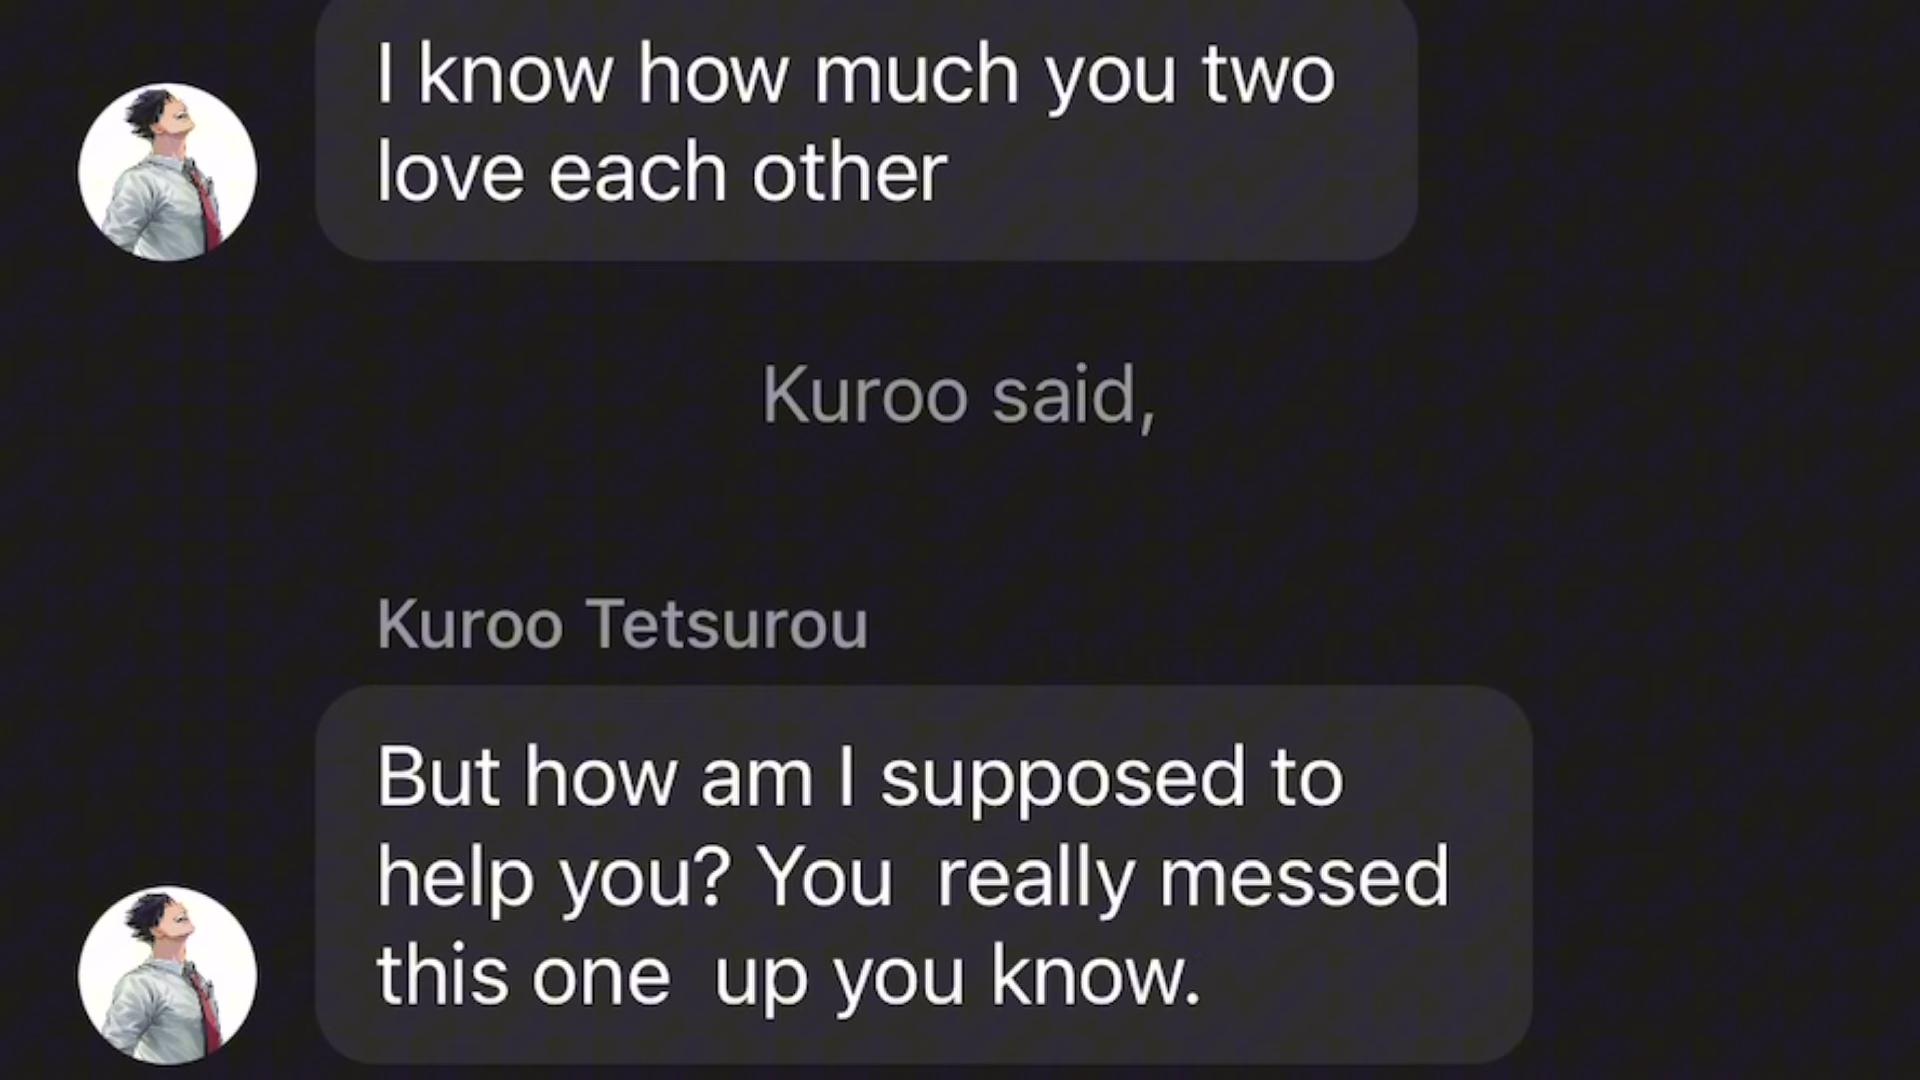 I know how much you two
love each other
Kuroo said,
Kuroo Tetsurou
But how am I supposed to
help you? You  really messed
this one  up you know.